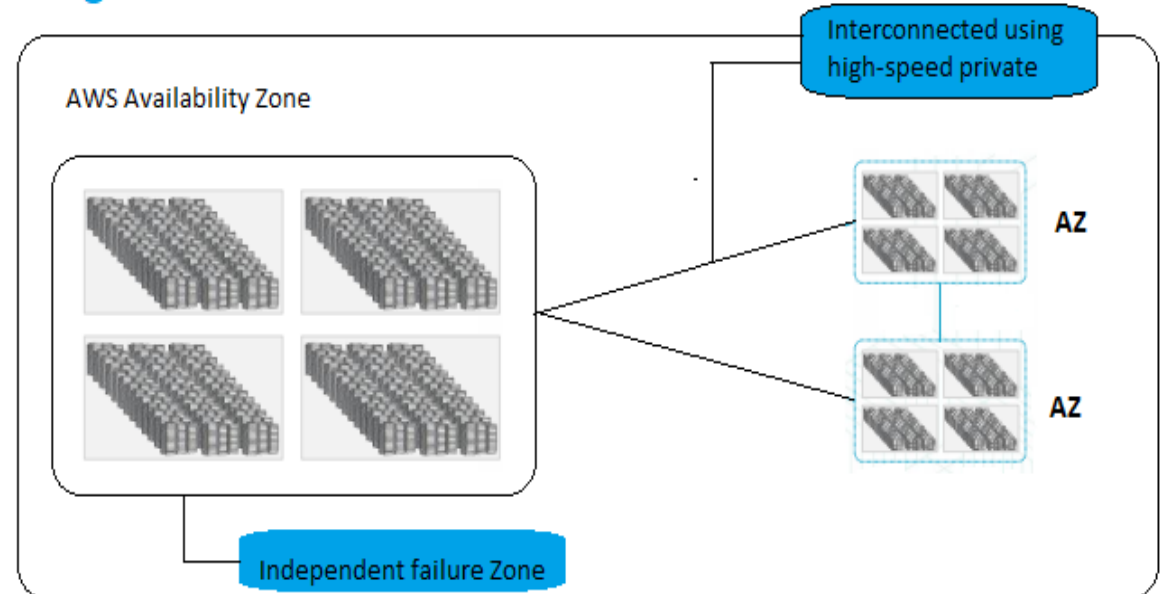 Interconnected using
high-speed private
AWS Availability Zone
AZ
AZ
Independent failure Zone